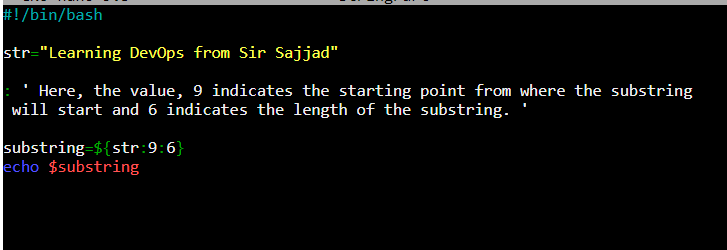 #!/bin/bash
str="Learning DevOps from Sir Sajjad"
: ' Here, the value, 9 indicates the starting point from where the substring
will start and 6 indicates the length of the substring. '
substring=${str:9:6}
echo $substring